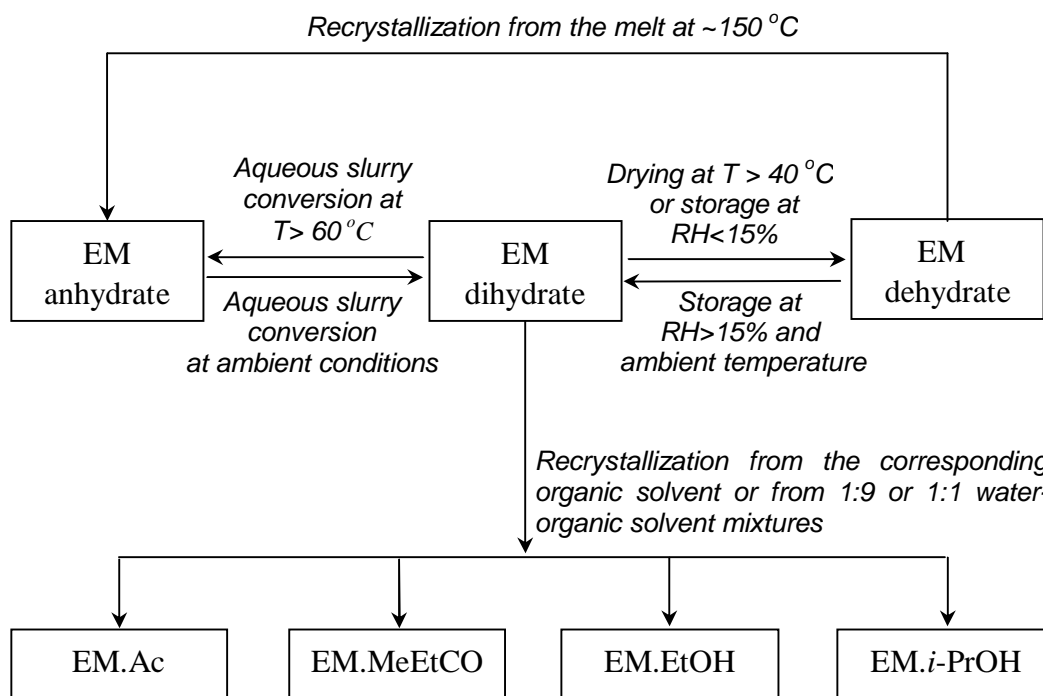 Recrystallization from the melt at ~150 °C
Aqueous slurry
conversion at
T> 60 °C
Drying at T > 40 °C
or storage at
RH<15%
EM
anhydrate
EM
dihydrate
EM
dehydrate
Aqueous slurry
conversion
at ambient conditions
Storage at
RH>15% and
ambient temperature
Recrystallization from the corresponding
organic solvent or from 1:9 or 1:1 water-
organic solvent mixtures
EM.Ac
EM.MeEtCO
EM.EtOH
EM.i-PrOH